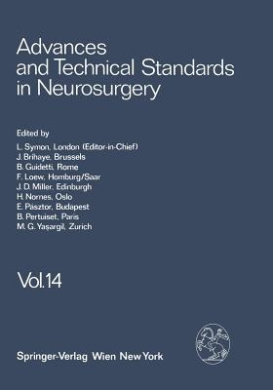 Advances
and Technical Standards
in Neurosurgery
Edited by
L. Symon, London (Editor-in-Chief)
J. Brihaye, Brussels
B. Guidetti, Rome
F. Loew, Homburg/Saar
J. D. Miller, Edinburgh
H. Nornes, Oslo
E. Pásztor, Budapest
B. Pertuiset, Paris
M. G. Yaşargil, Zurich
Vol. 14
Springer-Verlag Wien New York